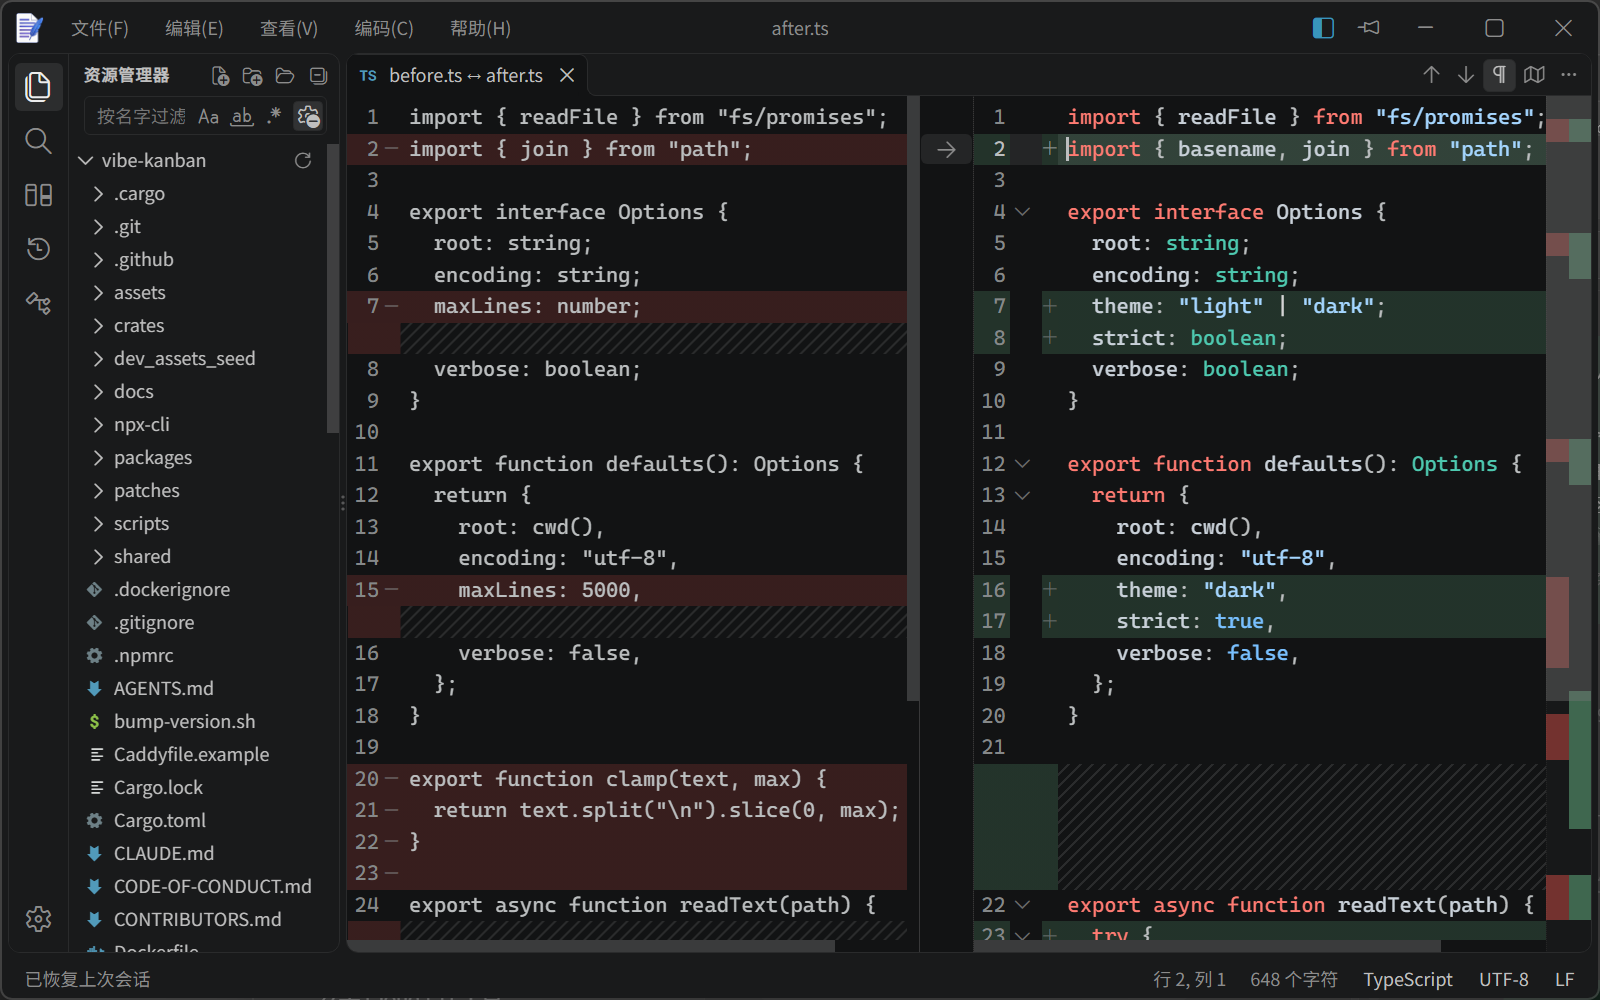 文件(F) 编辑(E) 查看(V) 编码(C) 帮助(H)
after.ts
资源管理器
按名字过滤 Aa ab .*
vibe-kanban
.cargo
.git
.github
assets
crates
dev_assets_seed
docs
npx-cli
packages
patches
scripts
shared
.dockerignore
.gitignore
.npmrc
AGENTS.md
$ bump-version.sh
Caddyfile.example
Cargo.lock
Cargo.toml
CLAUDE.md
CODE-OF-CONDUCT.md
CONTRIBUTORS.md
Dockerfile
TS before.ts↔after.ts
1 import { readFile } from "fs/promises";
2 − import { join } from "path";
3
4 export interface Options {
5 root: string;
6 encoding: string;
7 − maxLines: number;
8 verbose: boolean;
9 }
10
11 export function defaults(): Options {
12 return {
13 root: cwd(),
14 encoding: "utf-8",
15 − maxLines: 5000,
16 verbose: false,
17 };
18 }
19
20 − export function clamp(text, max) {
21 − return text.split("\n").slice(0, max);
22 − }
23 −
24 export async function readText(path) {
1 import { readFile } from "fs/promises";
2 + import { basename, join } from "path";
3
4 export interface Options {
5 root: string;
6 encoding: string;
7 + theme: "light" | "dark";
8 + strict: boolean;
9 verbose: boolean;
10 }
11
12 export function defaults(): Options {
13 return {
14 root: cwd(),
15 encoding: "utf-8",
16 + theme: "dark",
17 + strict: true,
18 verbose: false,
19 };
20 }
21
22 export async function readText(path) {
23 + try {
已恢复上次会话
行 2, 列 1 648 个字符 TypeScript UTF-8 LF